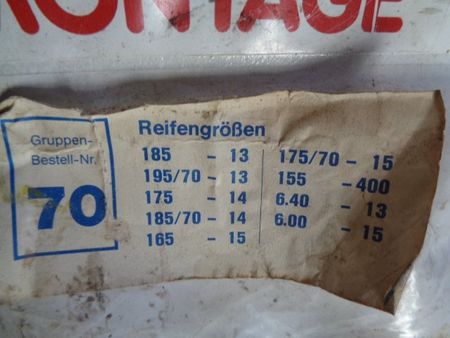 MONTAGE
Gruppen-
Bestell-Nr.
70
Reifengrößen
185 - 13
195/70 - 13
175 - 14
185/70 - 14
165 - 15
175/70 - 15
155 - 400
6.40 - 13
6.00 - 15